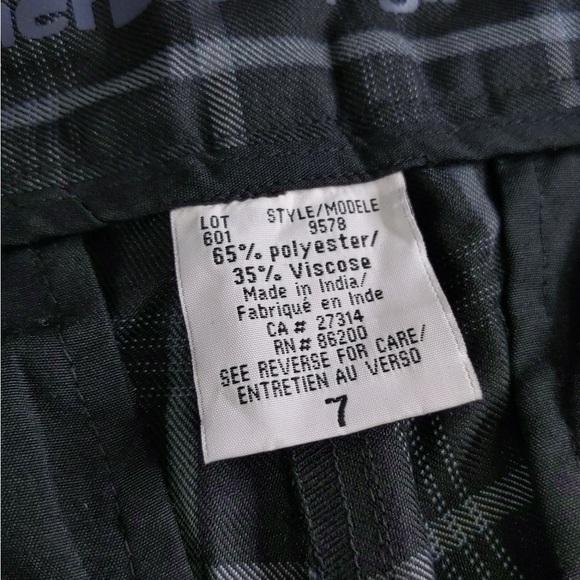 LOT STYLE/MODELE
601 9578
65% polyester/
35% Viscose
Made in India/
Fabriqué en Inde
CA # 27314
RN# 86200
SEE REVERSE FOR CARE/
ENTRETIEN AU VERSO
7